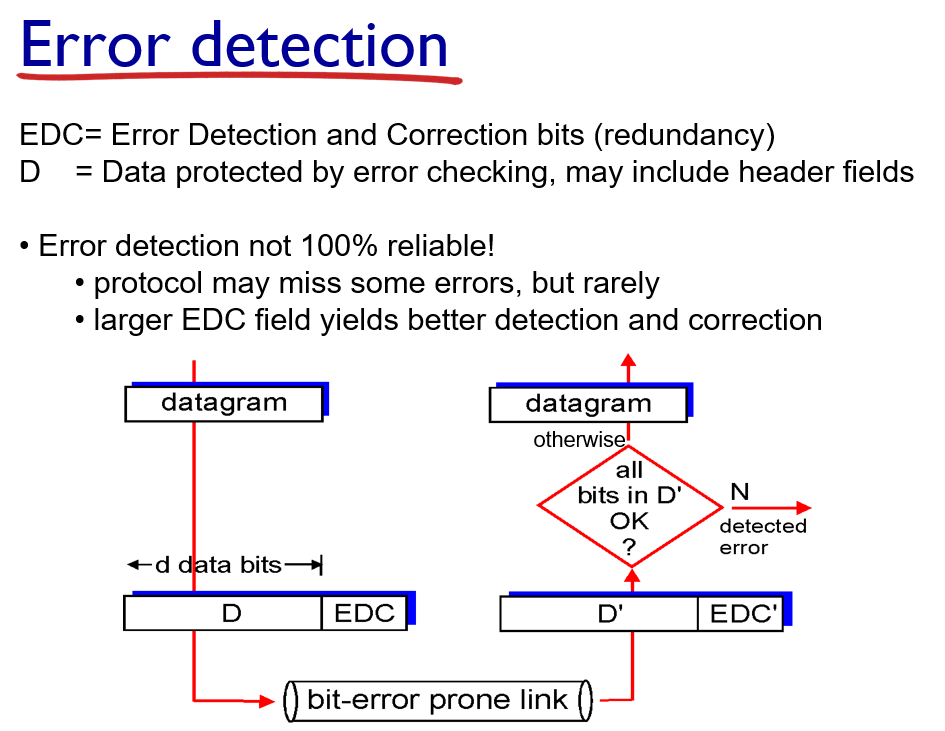 Error detection
EDC= Error Detection and Correction bits (redundancy)
D = Data protected by error checking, may include header fields
• Error detection not 100% reliable!
• protocol may miss some errors, but rarely
• larger EDC field yields better detection and correction
datagram
d data bits
D EDC
bit-error prone link
datagram
otherwise
all
bits in D'
OK
?
N
detected
error
D' EDC'